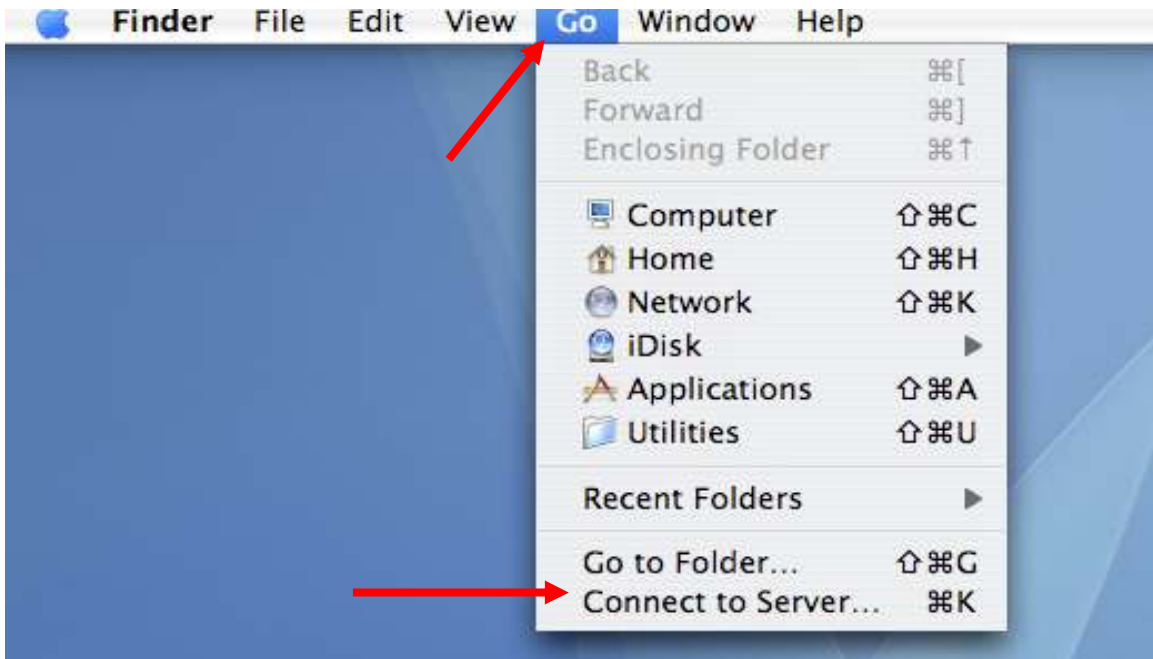 Finder File Edit View Go Window Help
Back ⌘[
Forward ⌘]
Enclosing Folder ⌘↑
Computer ⇧⌘C
Home ⇧⌘H
Network ⇧⌘K
iDisk
Applications ⇧⌘A
Utilities ⇧⌘U
Recent Folders
Go to Folder... ⇧⌘G
Connect to Server... ⌘K